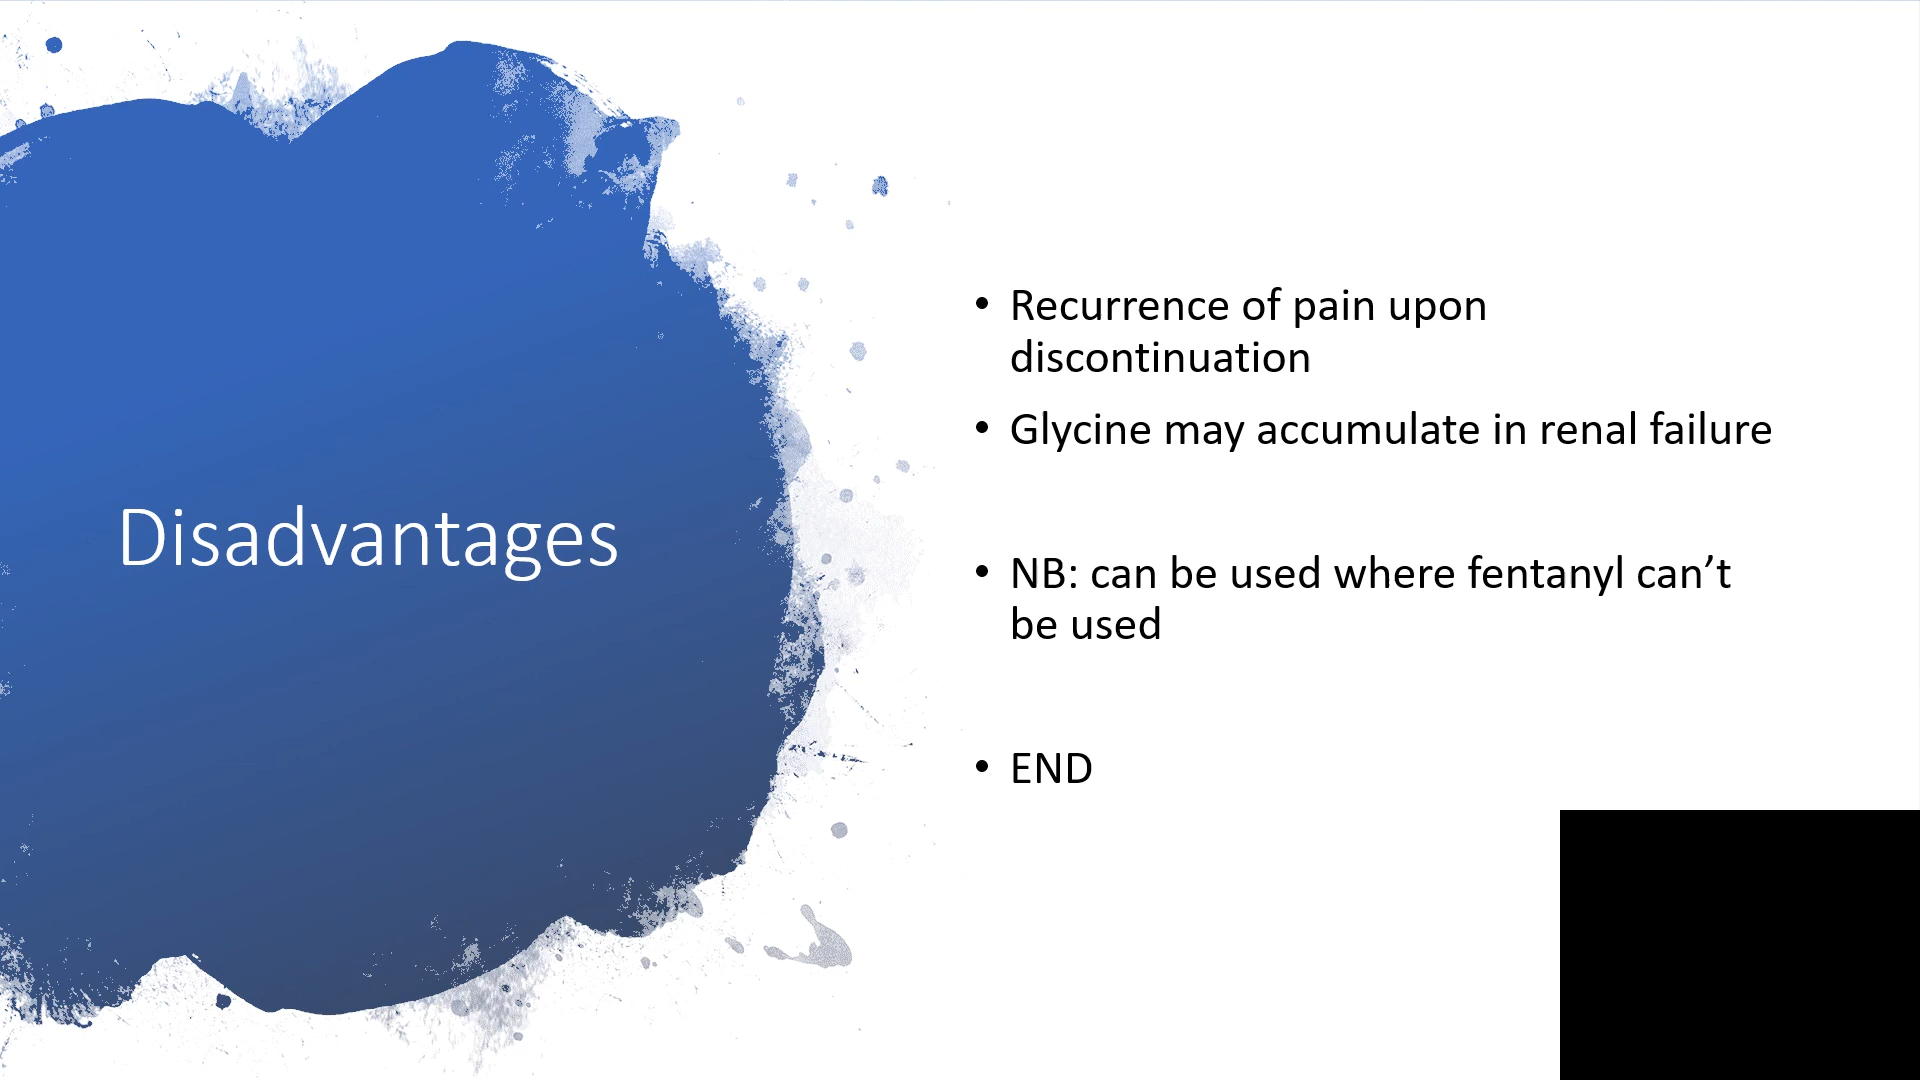 Disadvantages
• Recurrence of pain upon
discontinuation
• Glycine may accumulate in renal failure
• NB: can be used where fentanyl can’t
be used
• END